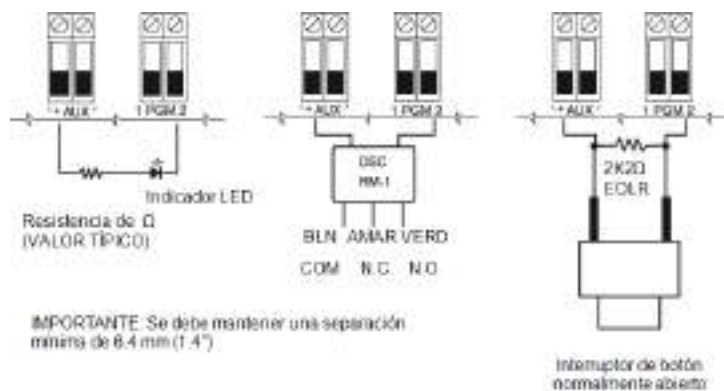 + AUX - 1 PGM 2
Indicador LED
Resistencia de Ω
(VALOR TÍPICO)
+ AUX - 1 PGM 2
DSC
RM-1
BLN AMAR VERD
COM N.C. N.O.
+ AUX - 1 PGM 2
2K2Ω
EOLR
Interruptor de botón
normalmente abierto
IMPORTANTE: Se debe mantener una separación
mínima de 6.4 mm (1.4")